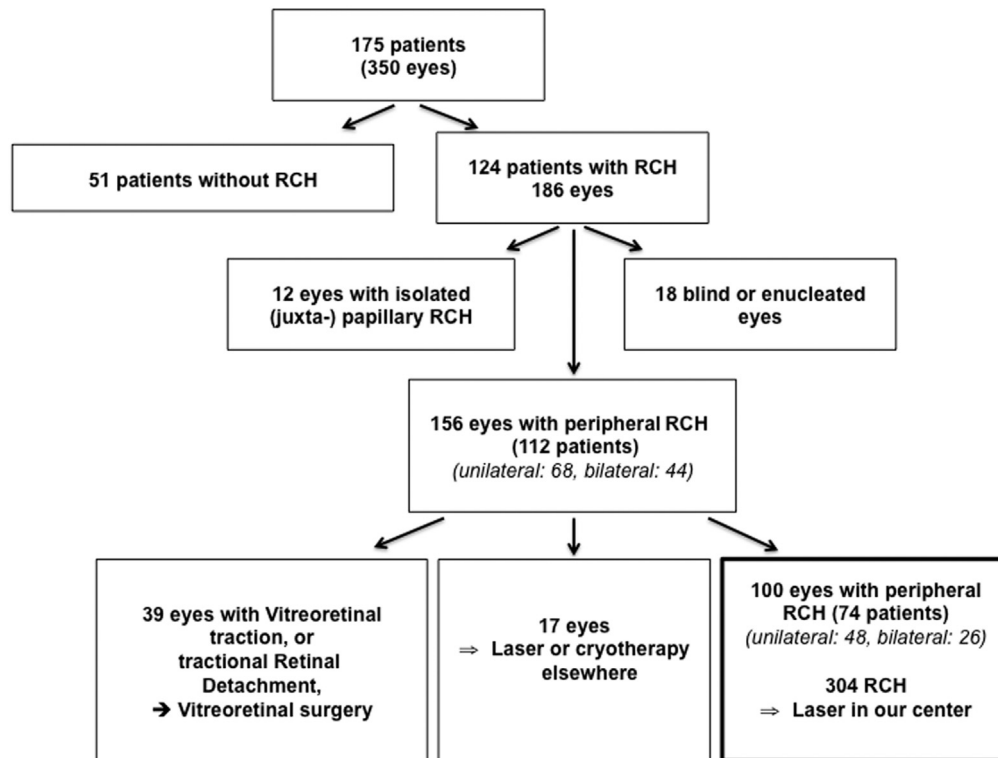 175 patients
(350 eyes)
51 patients without RCH
124 patients with RCH
186 eyes
12 eyes with isolated
(juxta-) papillary RCH
18 blind or enucleated
eyes
156 eyes with peripheral RCH
(112 patients)
(unilateral: 68, bilateral: 44)
39 eyes with Vitreoretinal
traction, or
tractional Retinal
Detachment,
➔ Vitreoretinal surgery
17 eyes
⇒ Laser or cryotherapy
elsewhere
100 eyes with peripheral
RCH (74 patients)
(unilateral: 48, bilateral: 26)
304 RCH
⇒ Laser in our center